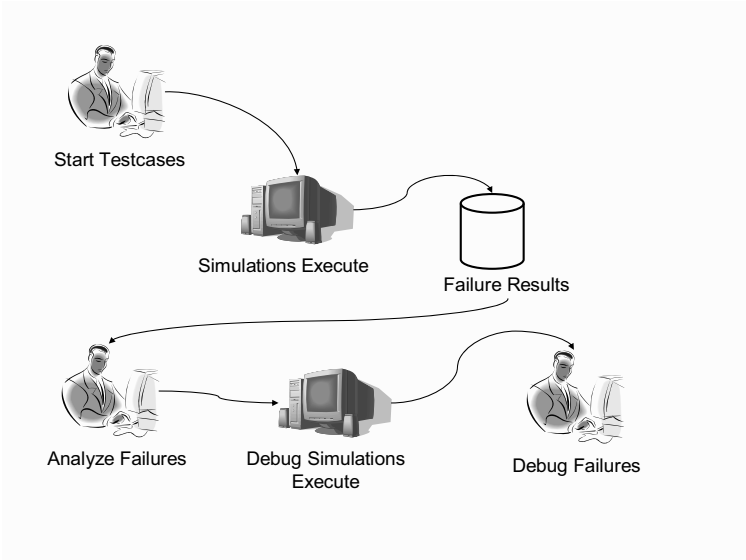 Start Testcases
Simulations Execute
Failure Results
Analyze Failures
Debug Simulations
Execute
Debug Failures